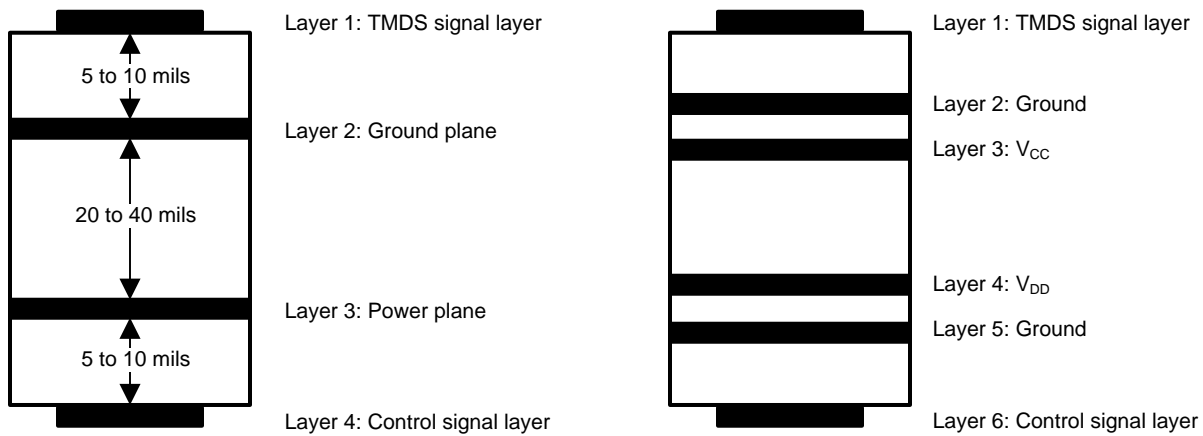 Layer 1: TMDS signal layer
5 to 10 mils
Layer 2: Ground plane
20 to 40 mils
Layer 3: Power plane
5 to 10 mils
Layer 4: Control signal layer
Layer 1: TMDS signal layer
Layer 2: Ground
Layer 3: VCC
Layer 4: VDD
Layer 5: Ground
Layer 6: Control signal layer